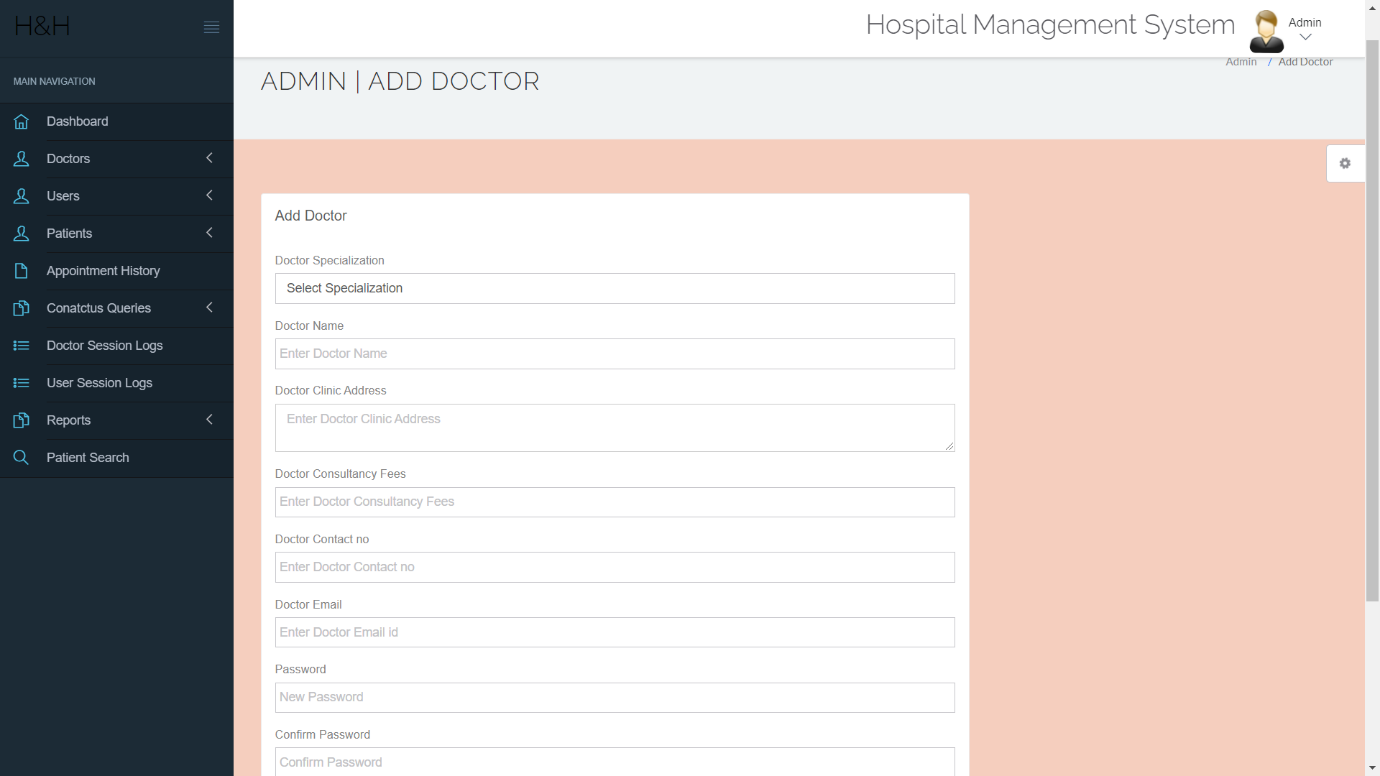 H&H
Hospital Management System
Admin
Admin / Add Doctor
ADMIN | ADD DOCTOR
MAIN NAVIGATION
Dashboard
Doctors
Users
Patients
Appointment History
Conatctus Queries
Doctor Session Logs
User Session Logs
Reports
Patient Search
Add Doctor
Doctor Specialization
Select Specialization
Doctor Name
Enter Doctor Name
Doctor Clinic Address
Enter Doctor Clinic Address
Doctor Consultancy Fees
Enter Doctor Consultancy Fees
Doctor Contact no
Enter Doctor Contact no
Doctor Email
Enter Doctor Email id
Password
New Password
Confirm Password
Confirm Password